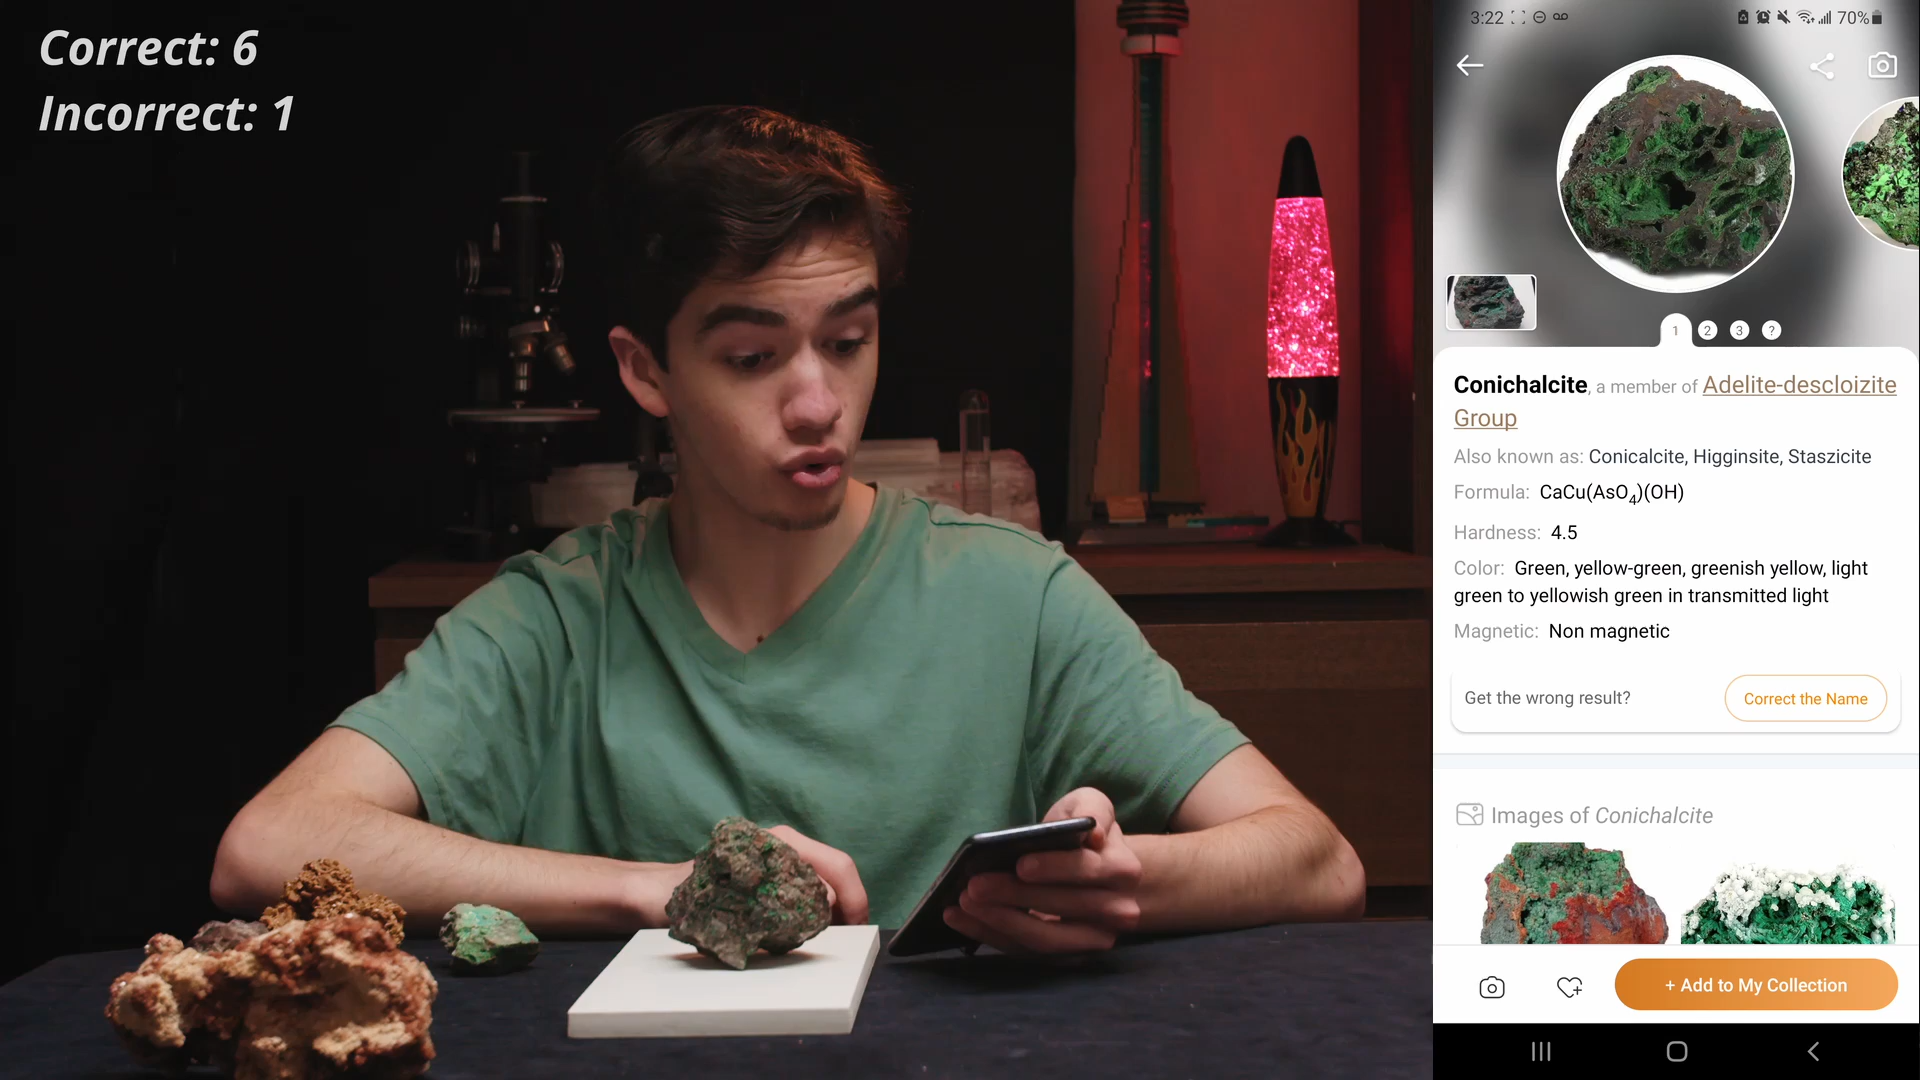 Correct: 6
Incorrect: 1
3:22
70%
1 2 3 ?
Conichalcite, a member of Adelite-descloizite
Group
Also known as: Conicalcite, Higginsite, Staszicite
Formula: CaCu(AsO₄)(OH)
Hardness: 4.5
Color: Green, yellow-green, greenish yellow, light
green to yellowish green in transmitted light
Magnetic: Non magnetic
Get the wrong result?
Correct the Name
Images of Conichalcite
+ Add to My Collection